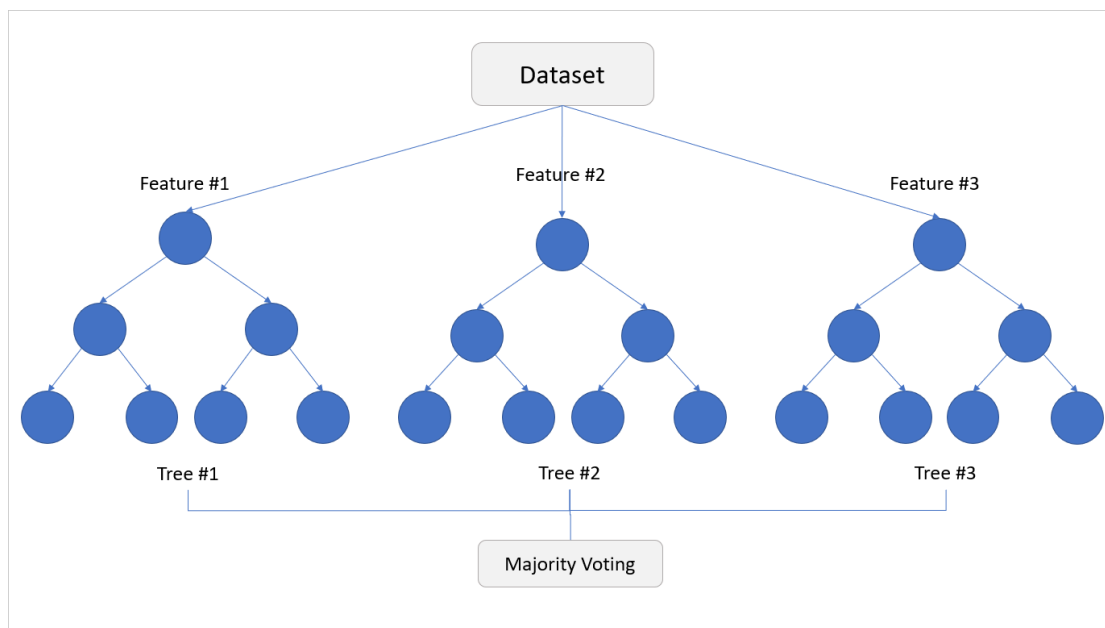 Dataset
Feature #1
Feature #2
Feature #3
Tree #1
Tree #2
Tree #3
Majority Voting